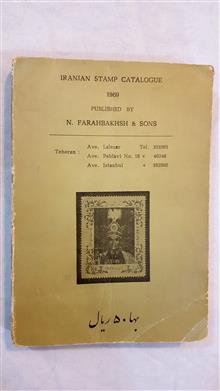 IRANIAN STAMP CATALOGUE
1969
PUBLISHED BY
N. FARAHBAKHSH & SONS
Teheran :
Ave. Lalezar Tel:
Ave. Pahlavi No. «
Ave. Istanbul «
بها ۵۰ ریال